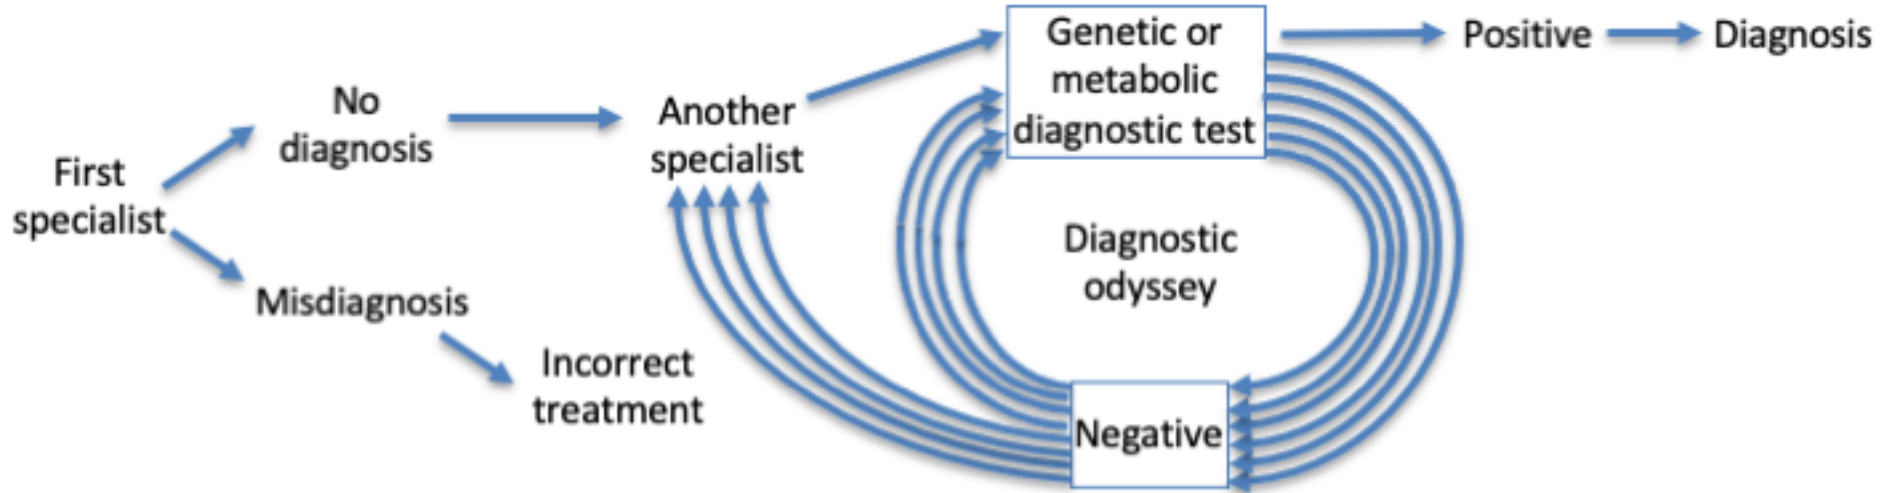 First
specialist
No
diagnosis
Misdiagnosis
Incorrect
treatment
Another
specialist
Genetic or
metabolic
diagnostic test
Positive
Diagnosis
Diagnostic
odyssey
Negative